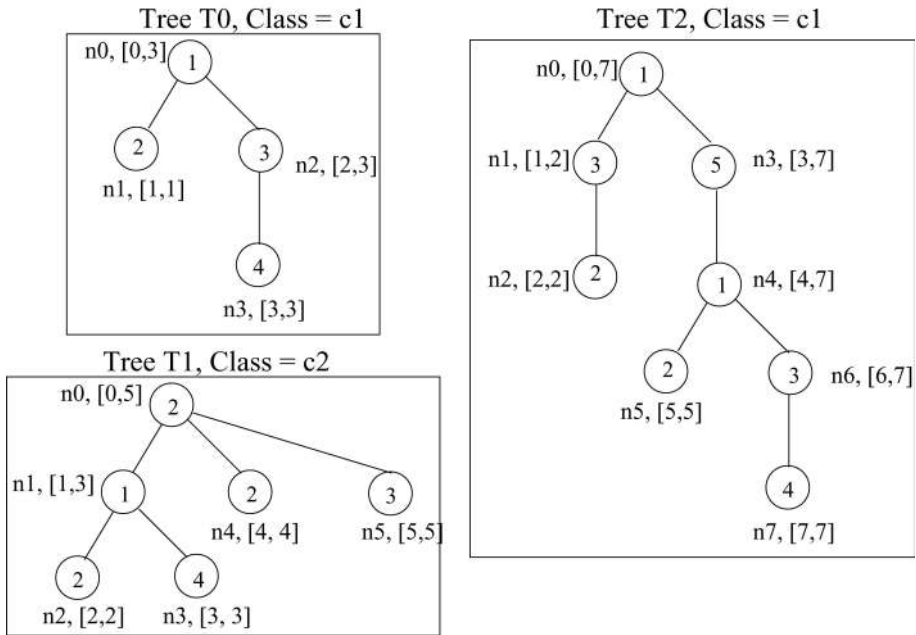 Tree T0, Class = c1
n0, [0,3]
1
2
3
n1, [1,1]
n2, [2,3]
4
n3, [3,3]
Tree T1, Class = c2
n0, [0,5]
2
n1, [1,3]
1
2
3
n4, [4, 4]
n5, [5,5]
2
4
n2, [2,2]
n3, [3, 3]
Tree T2, Class = c1
n0, [0,7]
1
n1, [1,2]
3
5
n3, [3,7]
n2, [2,2]
2
1
n4, [4,7]
2
3
n6, [6,7]
n5, [5,5]
4
n7, [7,7]